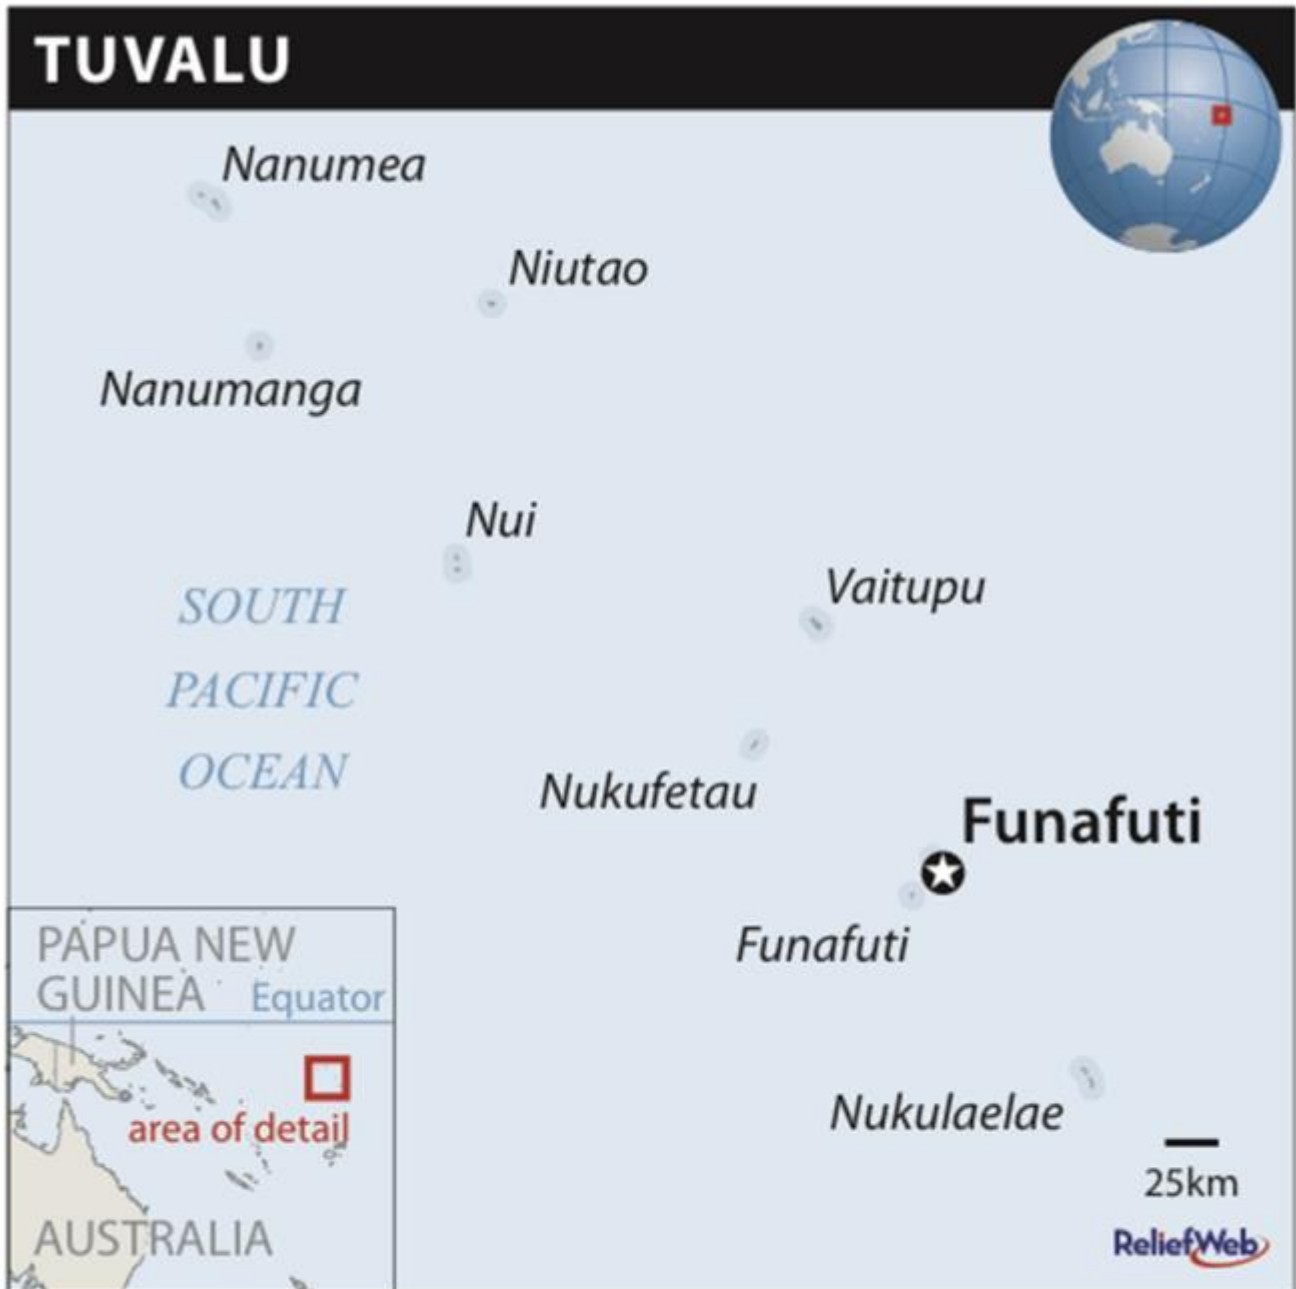 TUVALU
Nanumea
Niutao
Nanumanga
Nui
SOUTH
PACIFIC
OCEAN
Vaitupu
Nukufetau
Funafuti
Funafuti
Nukulaelae
25km
ReliefWeb
PAPUA NEW
GUINEA
Equator
area of detail
AUSTRALIA